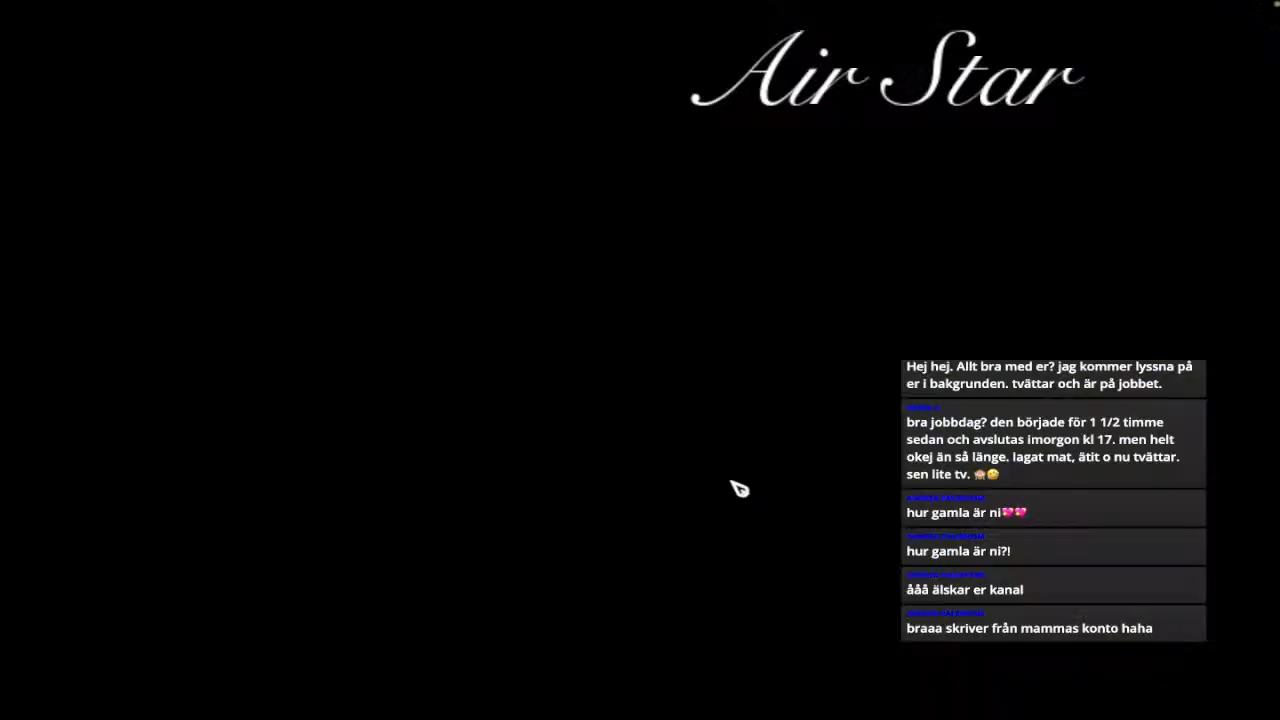 Air Star
Hej hej. Allt bra med er? jag kommer lyssna på
er i bakgrunden. tvättar och är på jobbet.
bra jobbdag? den började för 1 1/2 timme
sedan och avslutas imorgon kl 17. men helt
okej än så länge. lagat mat, ätit o nu tvättar.
sen lite tv. 🙈🤣
hur gamla är ni💖💖
hur gamla är ni?!
ååå älskar er kanal
braaa skriver från mammas konto haha